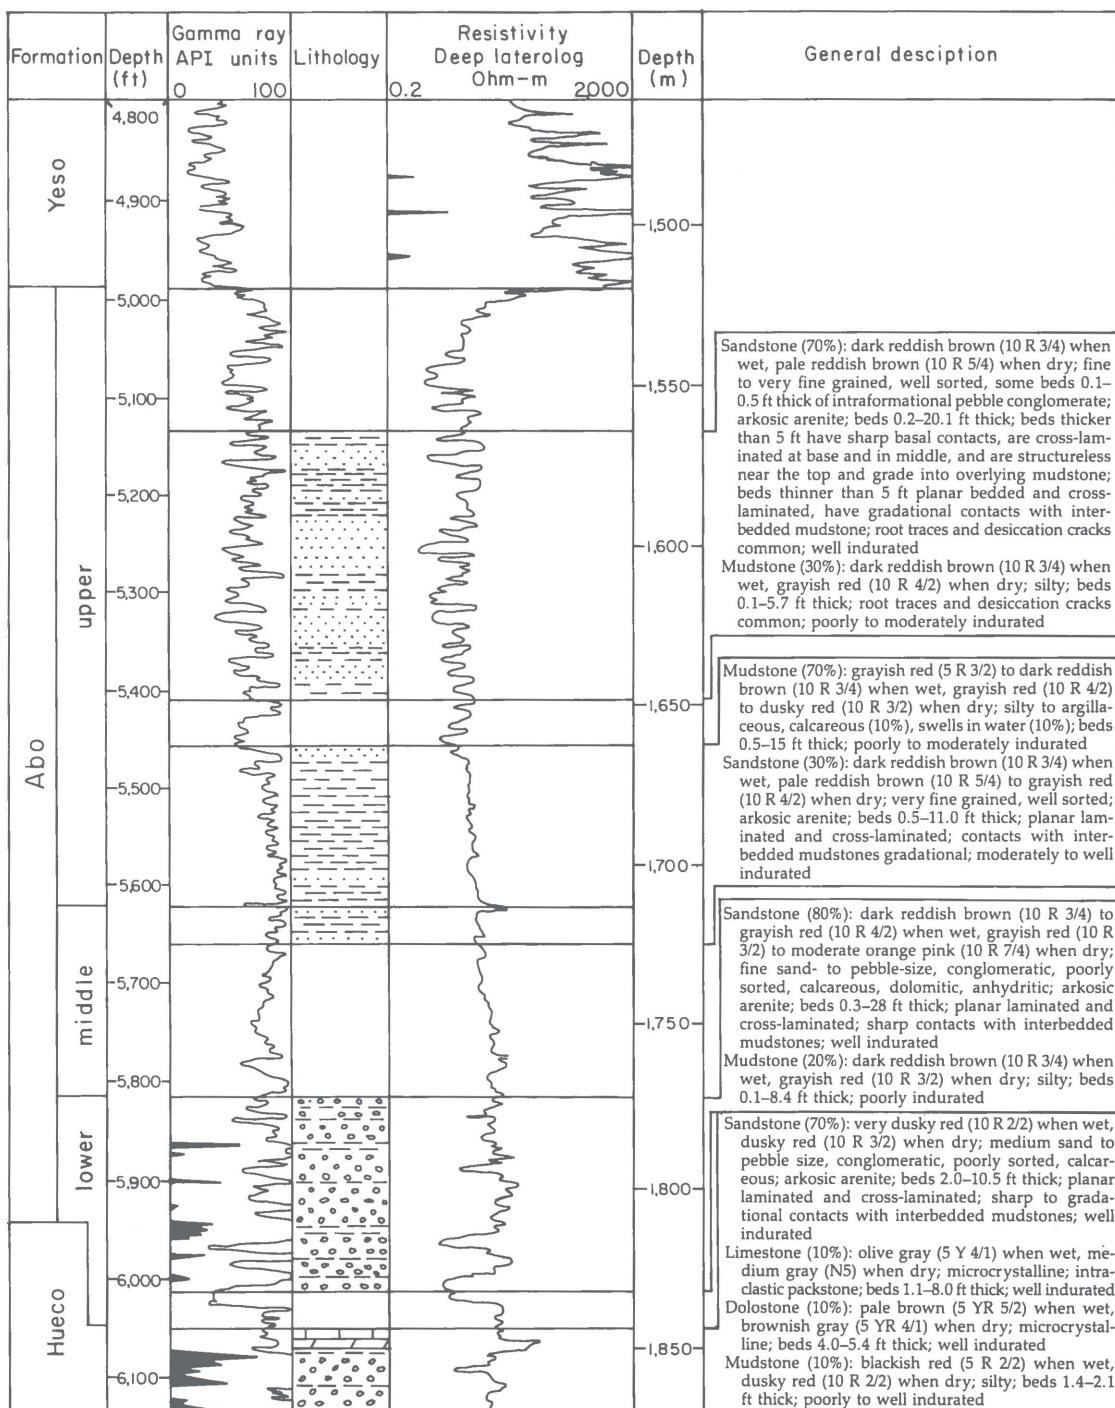 Formation
Depth
(ft)
Gamma ray
API units
0 100
Lithology
Resistivity
Deep laterolog
Ohm-m
0.2 2,000
Depth
(m)
General desciption
Yeso
Abo
upper
middle
lower
Hueco
4,800
4,900
5,000
5,100
5,200
5,300
5,400
5,500
5,600
5,700
5,800
5,900
6,000
6,100
1,500
1,550
1,600
1,650
1,700
1,750
1,800
1,850
Sandstone (70%): dark reddish brown (10 R 3/4) when
wet, pale reddish brown (10 R 5/4) when dry; fine
to very fine grained, well sorted, some beds 0.1–
0.5 ft thick of intraformational pebble conglomerate;
arkosic arenite; beds 0.2–20.1 ft thick; beds thicker
than 5 ft have sharp basal contacts, are cross-lam-
inated at base and in middle, and are structureless
near the top and grade into overlying mudstone;
beds thinner than 5 ft planar bedded and cross-
laminated, have gradational contacts with inter-
bedded mudstone; root traces and desiccation cracks
common; well indurated
Mudstone (30%): dark reddish brown (10 R 3/4) when
wet, grayish red (10 R 4/2) when dry; silty; beds
0.1–5.7 ft thick; root traces and desiccation cracks
common; poorly to moderately indurated
Mudstone (70%): grayish red (5 R 3/2) to dark reddish
brown (10 R 3/4) when wet, grayish red (10 R 4/2)
to dusky red (10 R 3/2) when dry; silty to argilla-
ceous, calcareous (10%), swells in water (10%); beds
0.5–15 ft thick; poorly to moderately indurated
Sandstone (30%): dark reddish brown (10 R 3/4) when
wet, pale reddish brown (10 R 5/4) to grayish red
(10 R 4/2) when dry; very fine grained, well sorted;
arkosic arenite; beds 0.5–11.0 ft thick; planar lam-
inated and cross-laminated; contacts with inter-
bedded mudstones gradational; moderately to well
indurated
Sandstone (80%): dark reddish brown (10 R 3/4) to
grayish red (10 R 4/2) when wet, grayish red (10 R
3/2) to moderate orange pink (10 R 7/4) when dry;
fine sand- to pebble-size, conglomeratic, poorly
sorted, calcareous, dolomitic, anhydritic; arkosic
arenite; beds 0.3–28 ft thick; planar laminated and
cross-laminated; sharp contacts with interbedded
mudstones; well indurated
Mudstone (20%): dark reddish brown (10 R 3/4) when
wet, grayish red (10 R 3/2) when dry; silty; beds
0.1–8.4 ft thick; poorly indurated
Sandstone (70%): very dusky red (10 R 2/2) when wet,
dusky red (10 R 3/2) when dry; medium sand to
pebble size, conglomeratic, poorly sorted, calcar-
eous; arkosic arenite; beds 2.0–10.5 ft thick; planar
laminated and cross-laminated; sharp to grada-
tional contacts with interbedded mudstones; well
indurated
Limestone (10%): olive gray (5 Y 4/1) when wet, me-
dium gray (N5) when dry; microcrystalline; intra-
clastic packstone; beds 1.1–8.0 ft thick; well indurated
Dolostone (10%): pale brown (5 YR 5/2) when wet,
brownish gray (5 YR 4/1) when dry; microcrystal-
line; beds 4.0–5.4 ft thick; well indurated
Mudstone (10%): blackish red (5 R 2/2) when wet,
dusky red (10 R 2/2) when dry; silty; beds 1.4–2.1
ft thick; poorly to well indurated